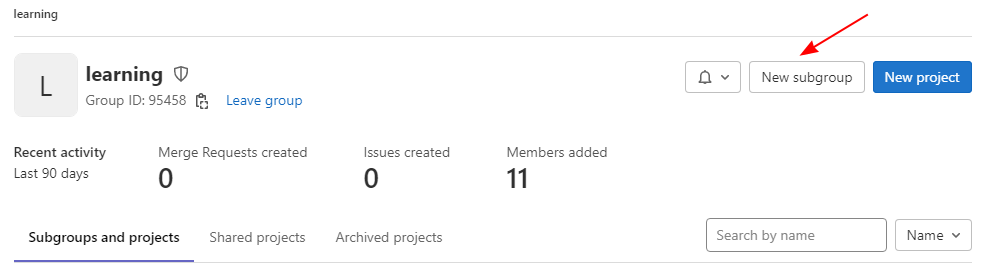 learning
L
learning
Group ID: 95458 Leave group
New subgroup
New project
Recent activity
Last 90 days
Merge Requests created
0
Issues created
0
Members added
11
Subgroups and projects Shared projects Archived projects
Search by name
Name